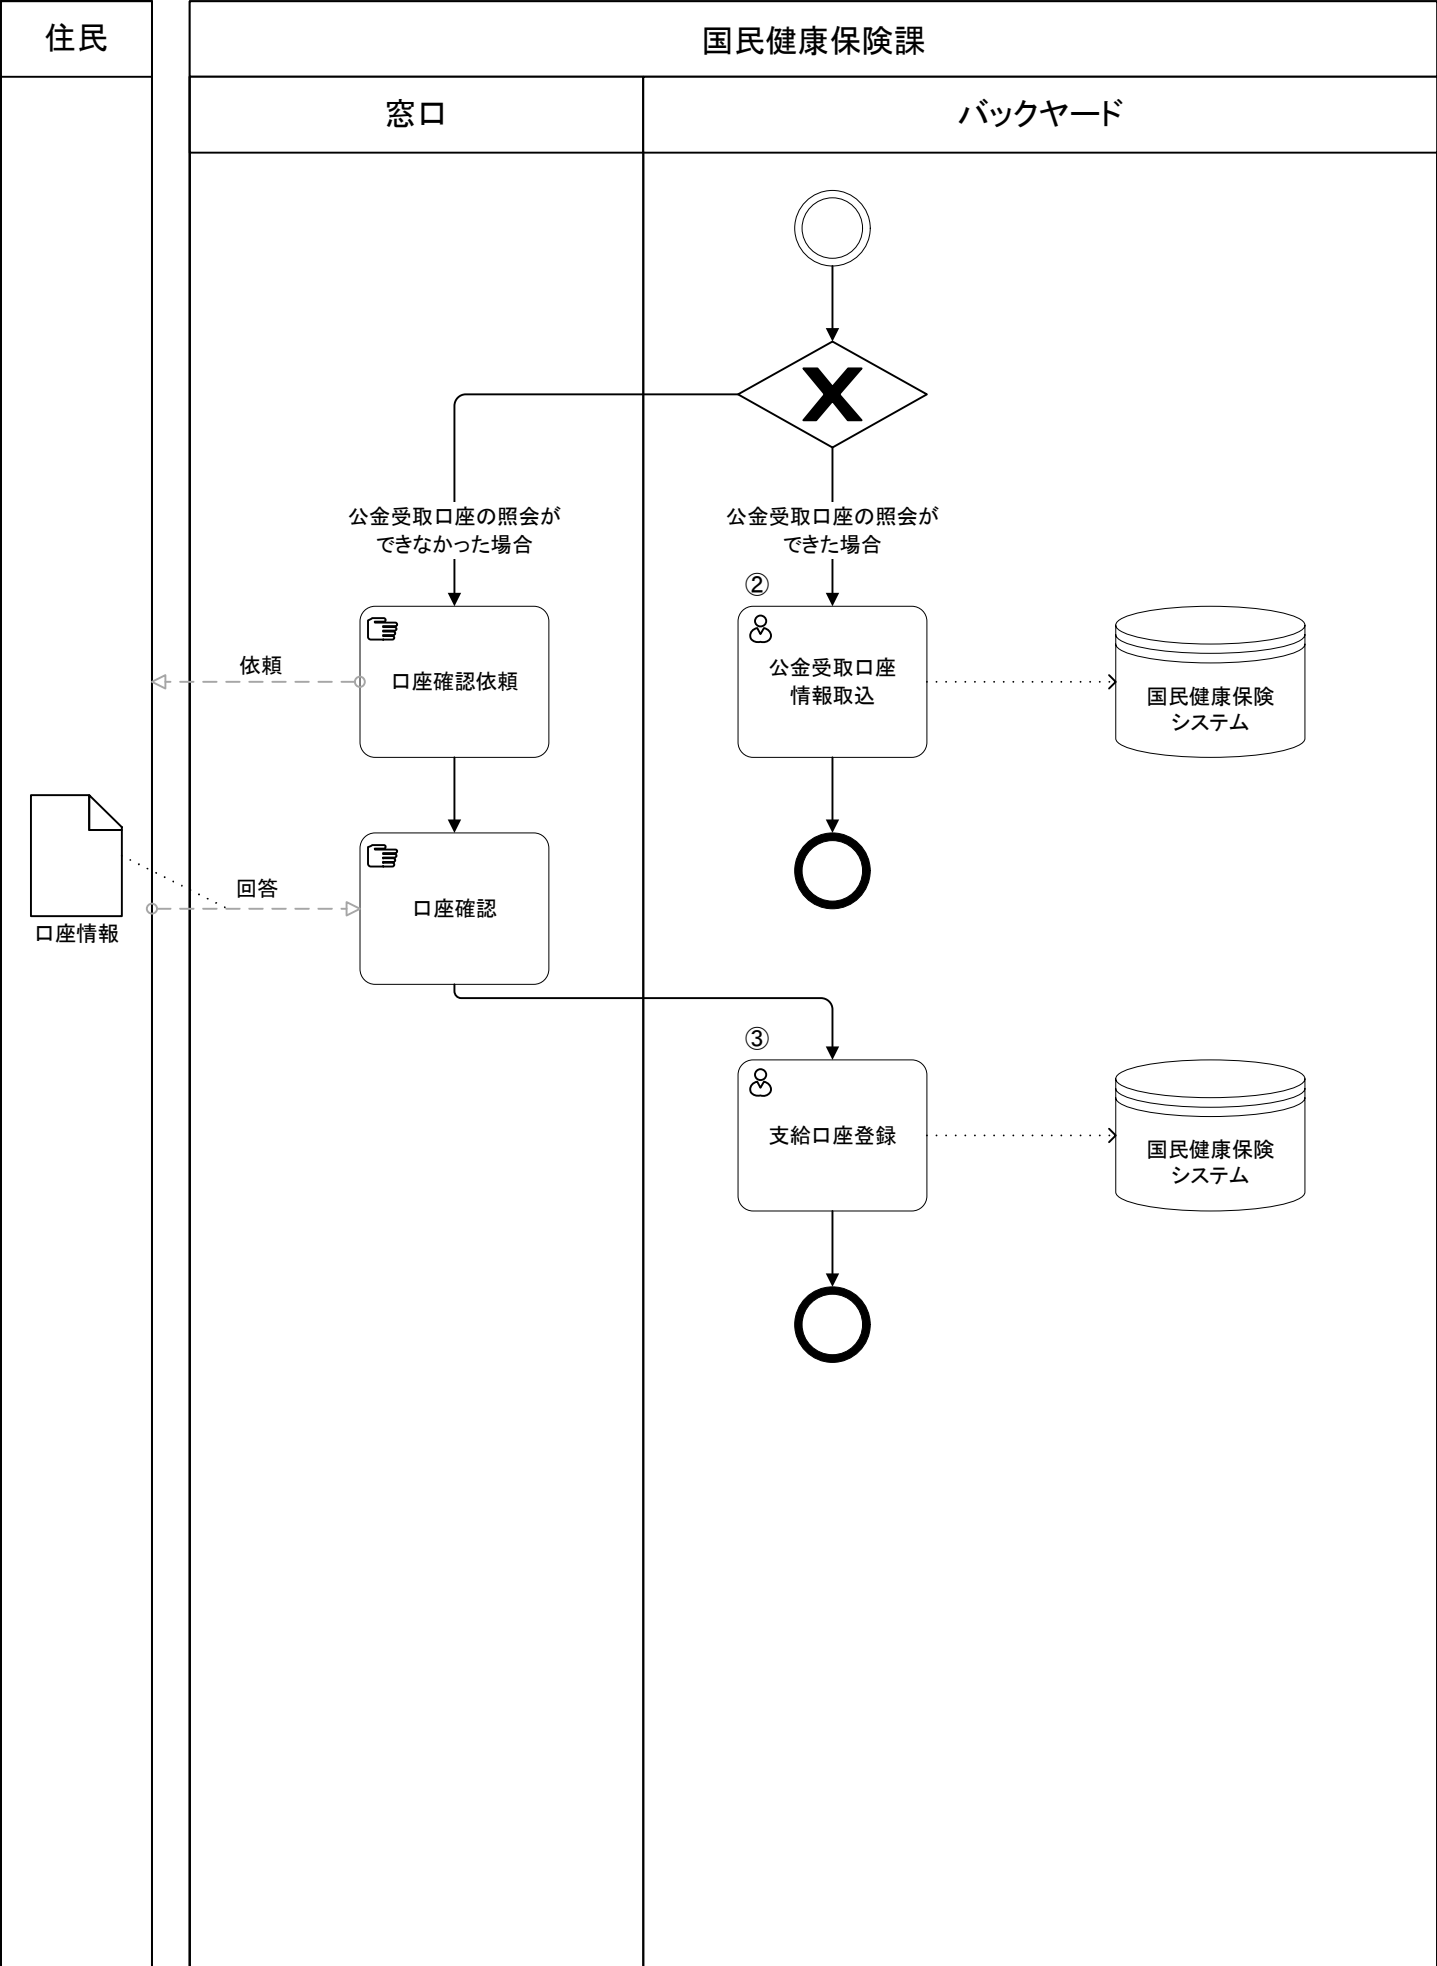 住民
国民健康保険課
窓口
バックヤード
公金受取口座の照会が
できなかった場合
公金受取口座の照会が
できた場合
②
依頼
口座確認依頼
公金受取口座
情報取込
国民健康保険
システム
口座情報
回答
口座確認
③
支給口座登録
国民健康保険
システム